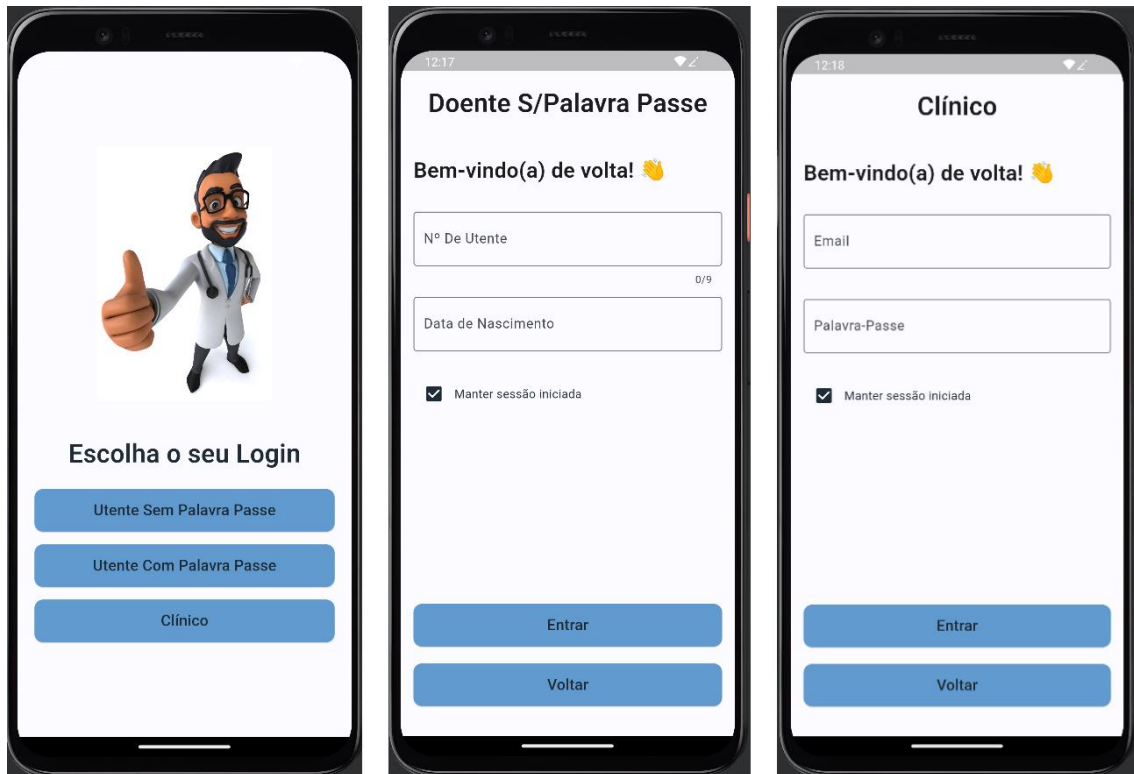 Escolha o seu Login
Utente Sem Palavra Passe
Utente Com Palavra Passe
Clínico
12:17
Doente S/Palavra Passe
Bem-vindo(a) de volta! 👋
Nº De Utente
0/9
Data de Nascimento
Manter sessão iniciada
Entrar
Voltar
12:18
Clínico
Bem-vindo(a) de volta! 👋
Email
Palavra-Passe
Manter sessão iniciada
Entrar
Voltar